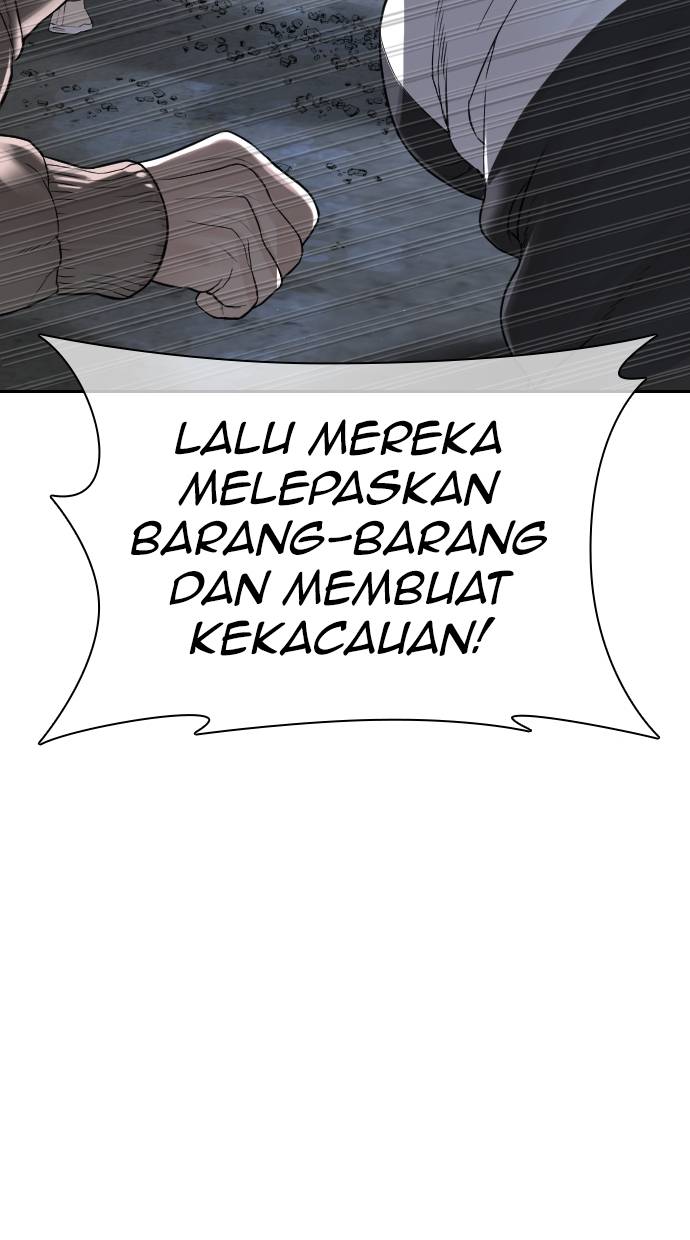 LALU MEREKA
MELEPASKAN
BARANG-BARANG
DAN MEMBUAT
KEKACAUAN!